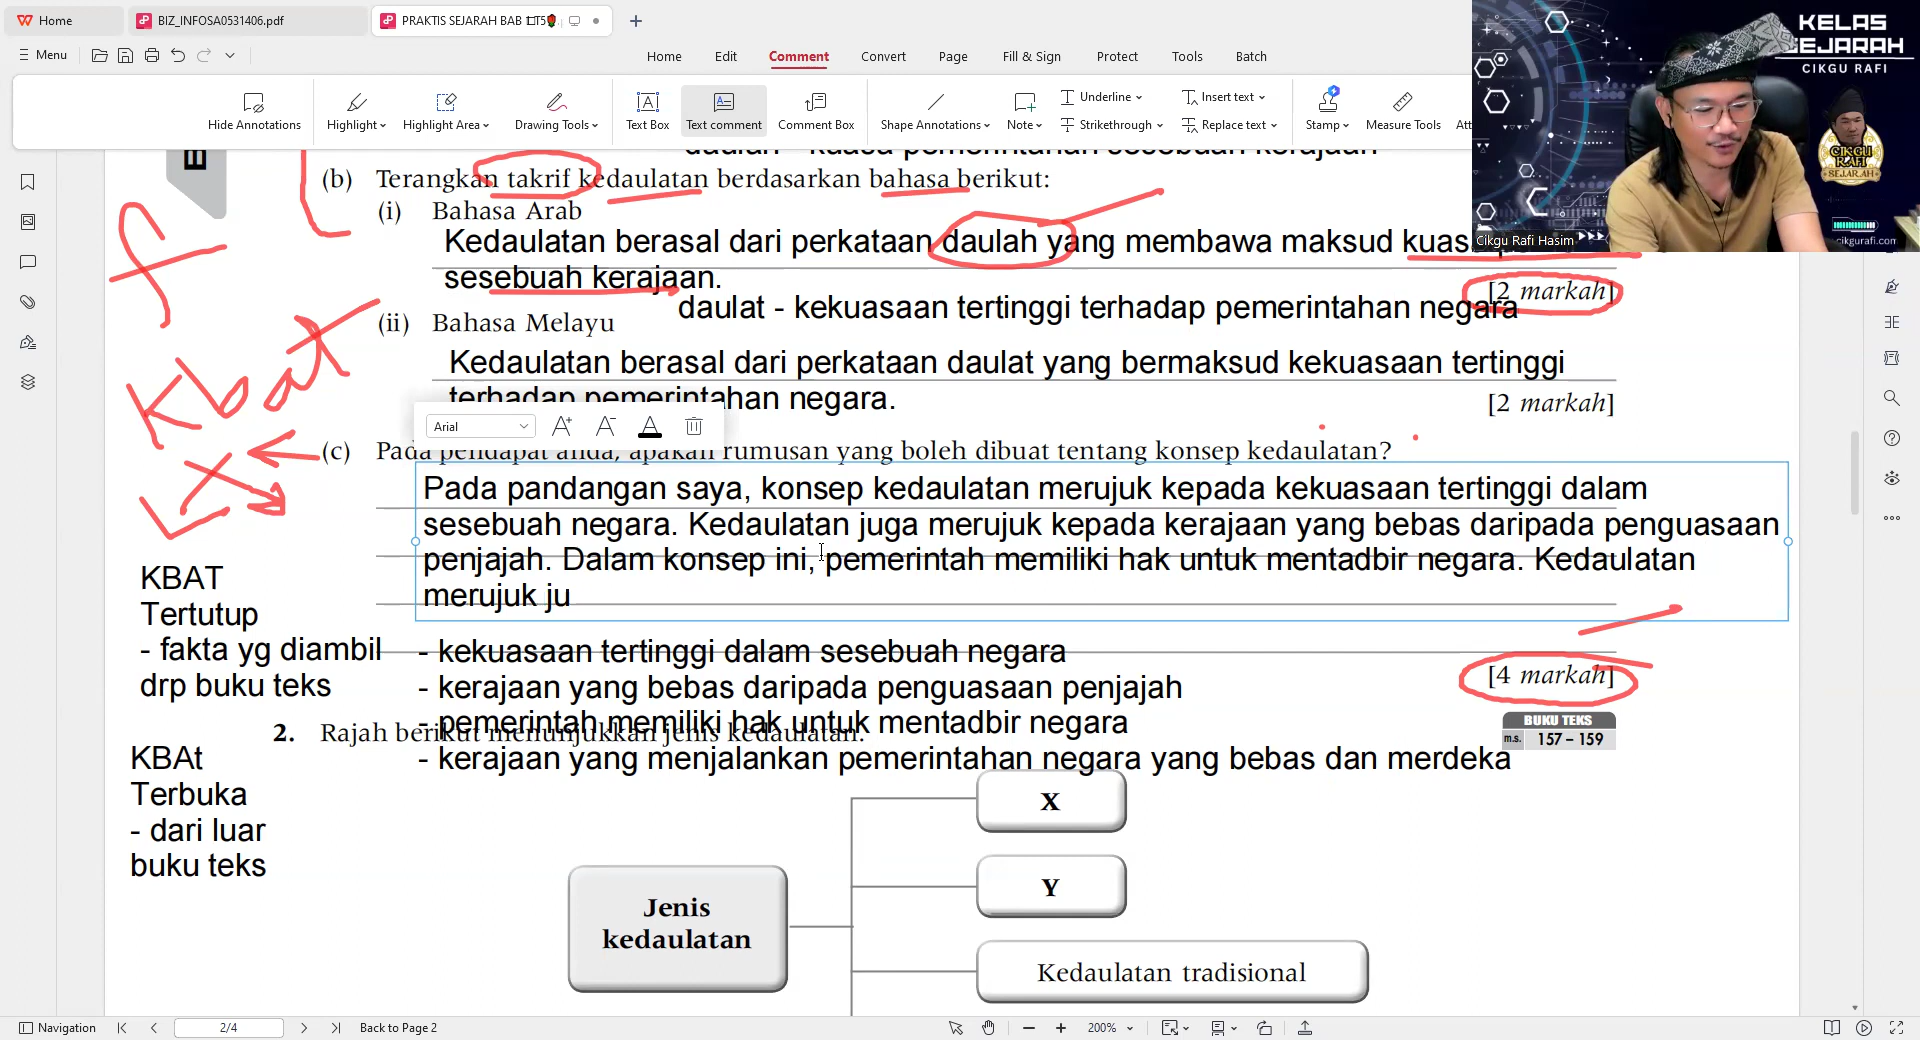 Home
BIZ_INFOSA0531406.pdf
PRAKTIS SEJARAH BAB
Menu
Home Edit Comment Convert Page Fill & Sign Protect Tools Batch
Hide Annotations
Highlight
Highlight Area
Drawing Tools
Text Box
Text comment
Comment Box
Shape Annotations
Note
Underline
Strikethrough
Insert text
Replace text
Stamp
Measure Tools
KELAS
SEJARAH
CIKGU RAFI
CIKGU
RAFI
SEJARAH
cikgurafi.com
Cikgu Rafi Hasim
daulah - kuasa pemerintahan sesebuah kerajaan
(b) Terangkan takrif kedaulatan berdasarkan bahasa berikut:
(i) Bahasa Arab
Kedaulatan berasal dari perkataan daulah yang membawa maksud
sesebuah kerajaan.
[2 markah]
daulat - kekuasaan tertinggi terhadap pemerintahan negara
(ii) Bahasa Melayu
Kedaulatan berasal dari perkataan daulat yang bermaksud kekuasaan tertinggi
terhadap pemerintahan negara.
[2 markah]
Kbat
Arial
(c) Pada pendapat anda, apakah rumusan yang boleh dibuat tentang konsep kedaulatan?
Pada pandangan saya, konsep kedaulatan merujuk kepada kekuasaan tertinggi dalam
sesebuah negara. Kedaulatan juga merujuk kepada kerajaan yang bebas daripada penguasaan
penjajah. Dalam konsep ini, pemerintah memiliki hak untuk mentadbir negara. Kedaulatan
merujuk ju
KBAT
Tertutup
- fakta yg diambil
drp buku teks
- kekuasaan tertinggi dalam sesebuah negara
- kerajaan yang bebas daripada penguasaan penjajah
- pemerintah memiliki hak untuk mentadbir negara
- kerajaan yang menjalankan pemerintahan negara yang bebas dan merdeka
[4 markah]
2. Rajah berikut menunjukkan jenis kedaulatan.
BUKU TEKS
m.s. 157 – 159
KBAt
Terbuka
- dari luar
buku teks
Jenis
kedaulatan
X
Y
Kedaulatan tradisional
Navigation
2/4
Back to Page 2
200%